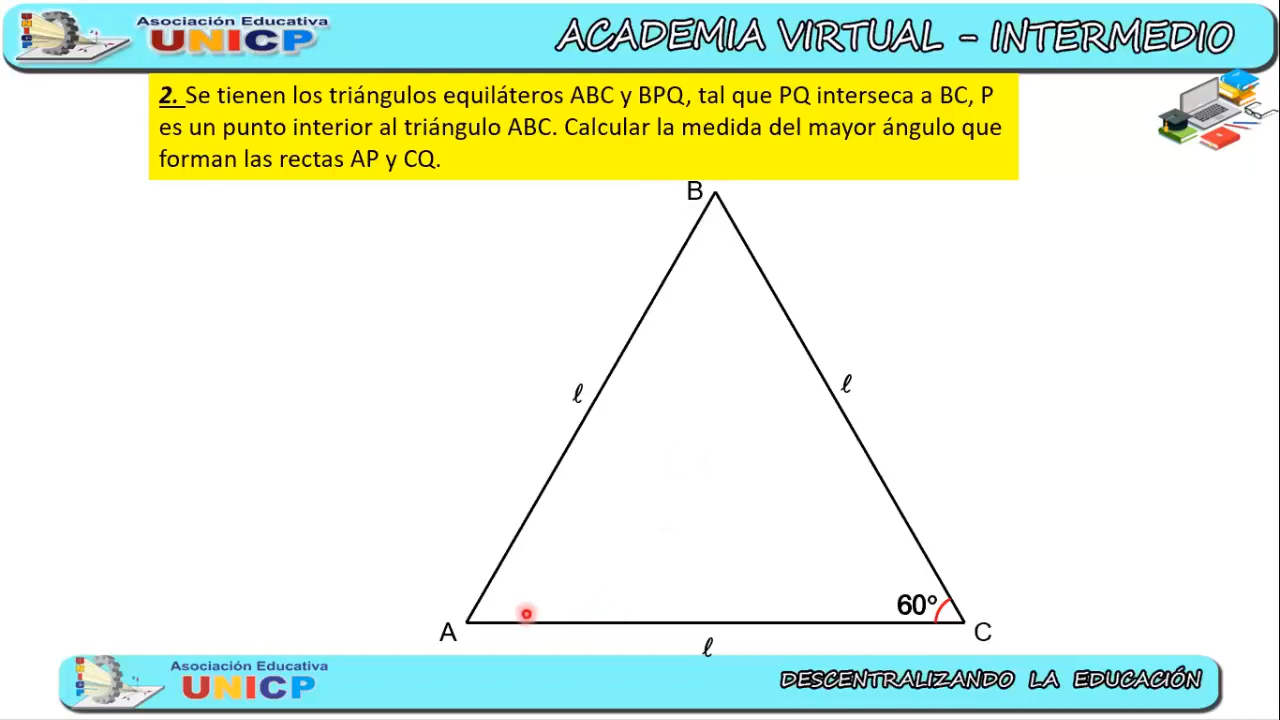 Asociación Educativa
UNICP
ACADEMIA VIRTUAL - INTERMEDIO
2. Se tienen los triángulos equiláteros ABC y BPQ, tal que PQ interseca a BC, P
es un punto interior al triángulo ABC. Calcular la medida del mayor ángulo que
forman las rectas AP y CQ.
B
ℓ
ℓ
60°
A
C
ℓ
Asociación Educativa
UNICP
DESCENTRALIZANDO LA EDUCACIÓN